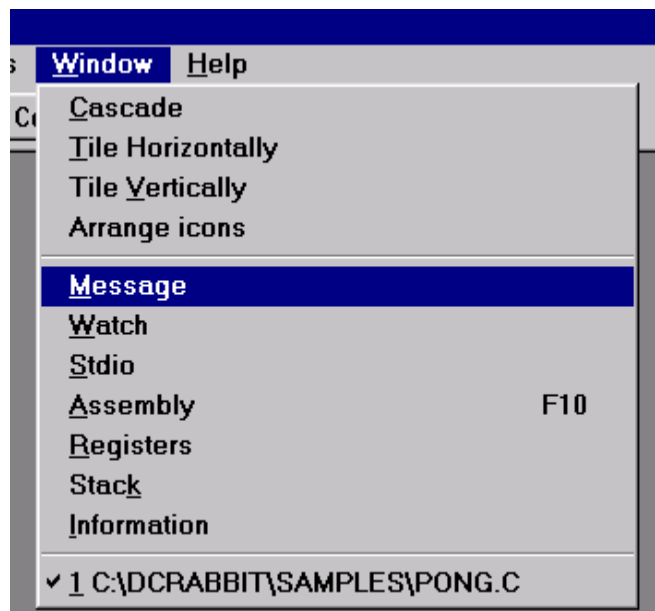 s Window Help
Co
Cascade
Tile Horizontally
Tile Vertically
Arrange icons
Message
Watch
Stdio
Assembly F10
Registers
Stack
Information
✓ 1 C:\DCRABBIT\SAMPLES\PONG.C